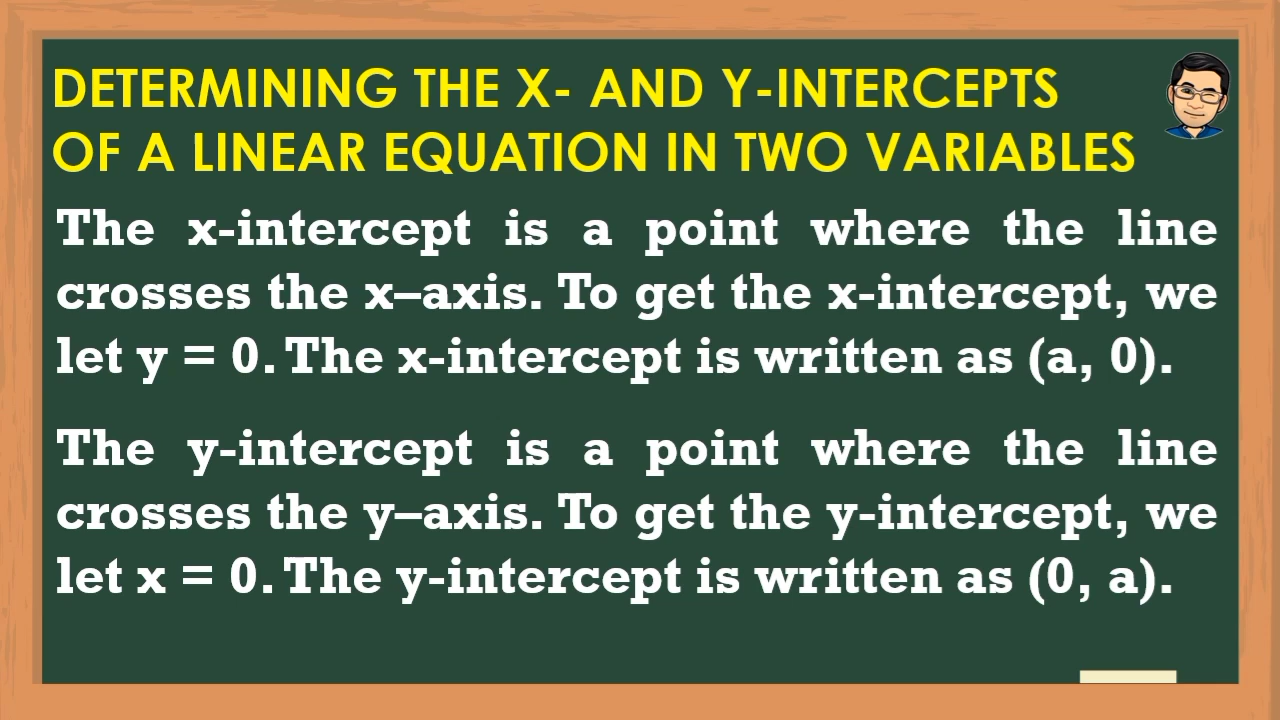 DETERMINING THE X- AND Y-INTERCEPTS
OF A LINEAR EQUATION IN TWO VARIABLES
The x-intercept is a point where the line
crosses the x–axis. To get the x-intercept, we
let y = 0. The x-intercept is written as (a, 0).
The y-intercept is a point where the line
crosses the y–axis. To get the y-intercept, we
let x = 0. The y-intercept is written as (0, a).